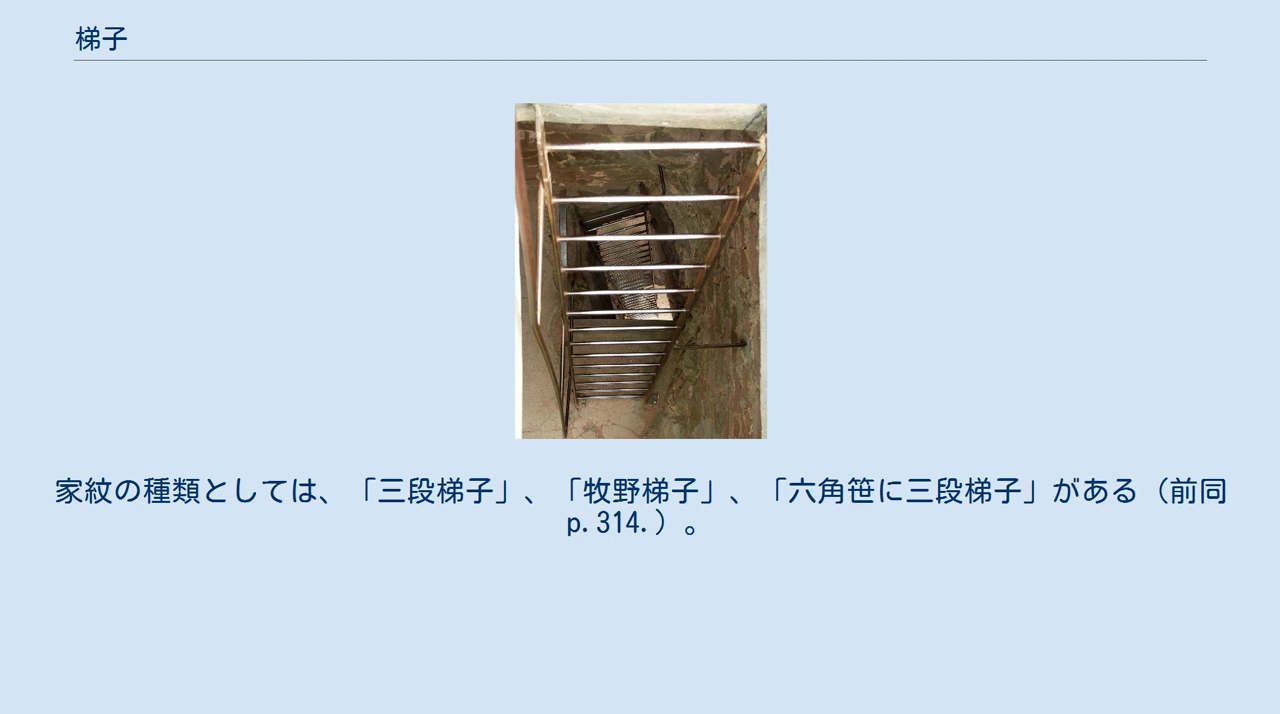 梯子
家紋の種類としては、「三段梯子」、「牧野梯子」、「六角笹に三段梯子」がある（前同
p.314.）。